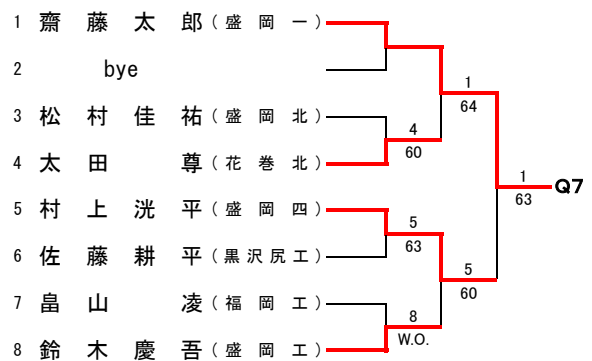 1 齋藤太郎（盛岡一）
2 bye
3 松村佳祐（盛岡北）
4 太田尊（花巻北）
5 村上洸平（盛岡四）
6 佐藤耕平（黒沢尻工）
7 畠山凌（福岡工）
8 鈴木慶吾（盛岡工）
4
60
5
63
8
W.O.
1
64
5
60
1
63
Q7